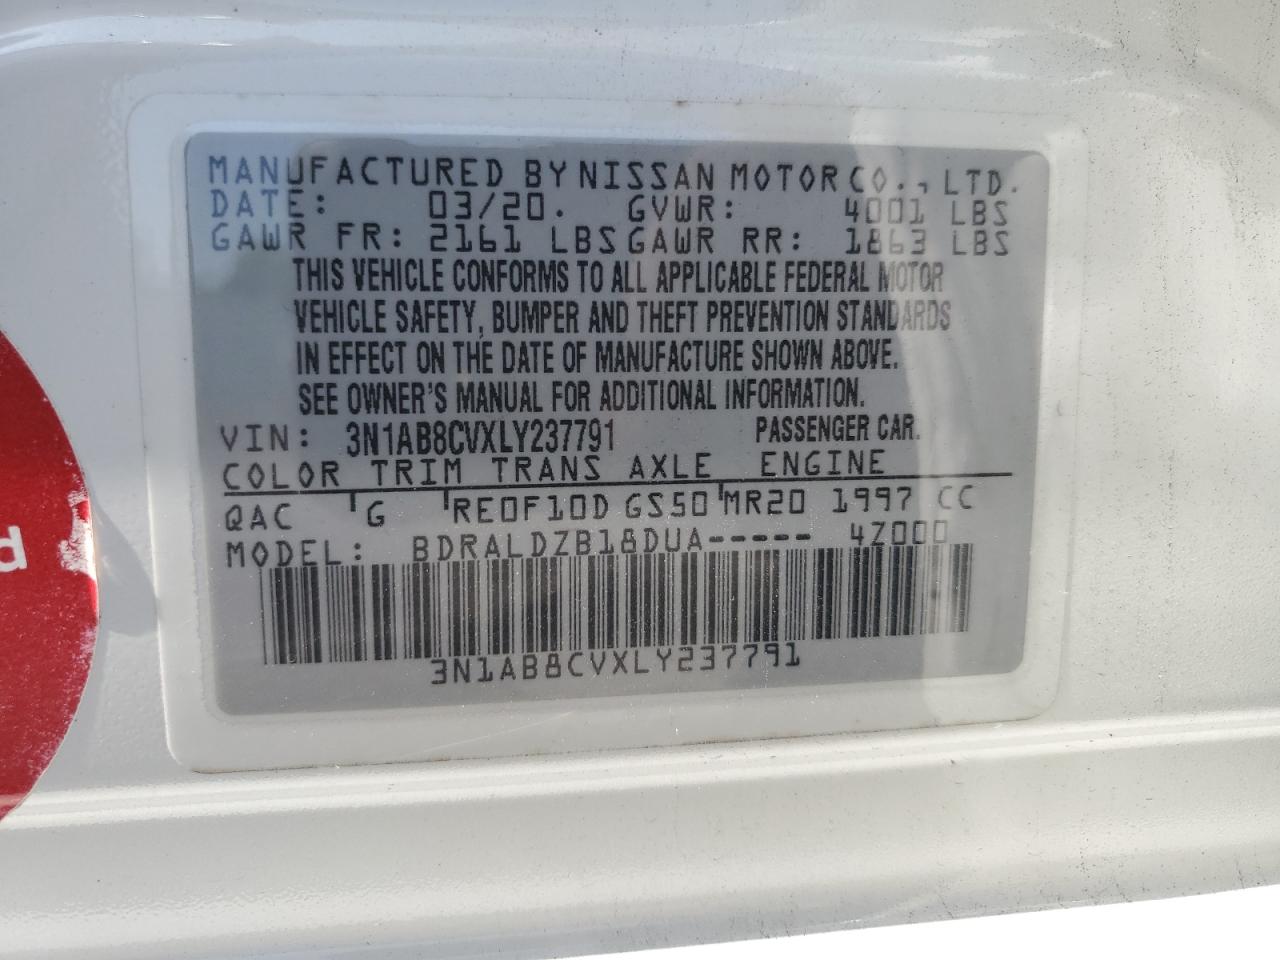 MANUFACTURED BY NISSAN MOTOR CO., LTD.
DATE: 03/20. GVWR: 4001 LBS
GAWR FR: 2161 LBS GAWR RR: 1863 LBS
THIS VEHICLE CONFORMS TO ALL APPLICABLE FEDERAL MOTOR
VEHICLE SAFETY, BUMPER AND THEFT PREVENTION STANDARDS
IN EFFECT ON THE DATE OF MANUFACTURE SHOWN ABOVE.
SEE OWNER'S MANUAL FOR ADDITIONAL INFORMATION.
VIN: 3N1AB8CVXLY237791 PASSENGER CAR.
COLOR TRIM TRANS AXLE ENGINE
QAC G RE0F10D GS50 MR20 1997 CC
MODEL: BDRALDZB18DUA----- 4Z000
3N1AB8CVXLY237791
d